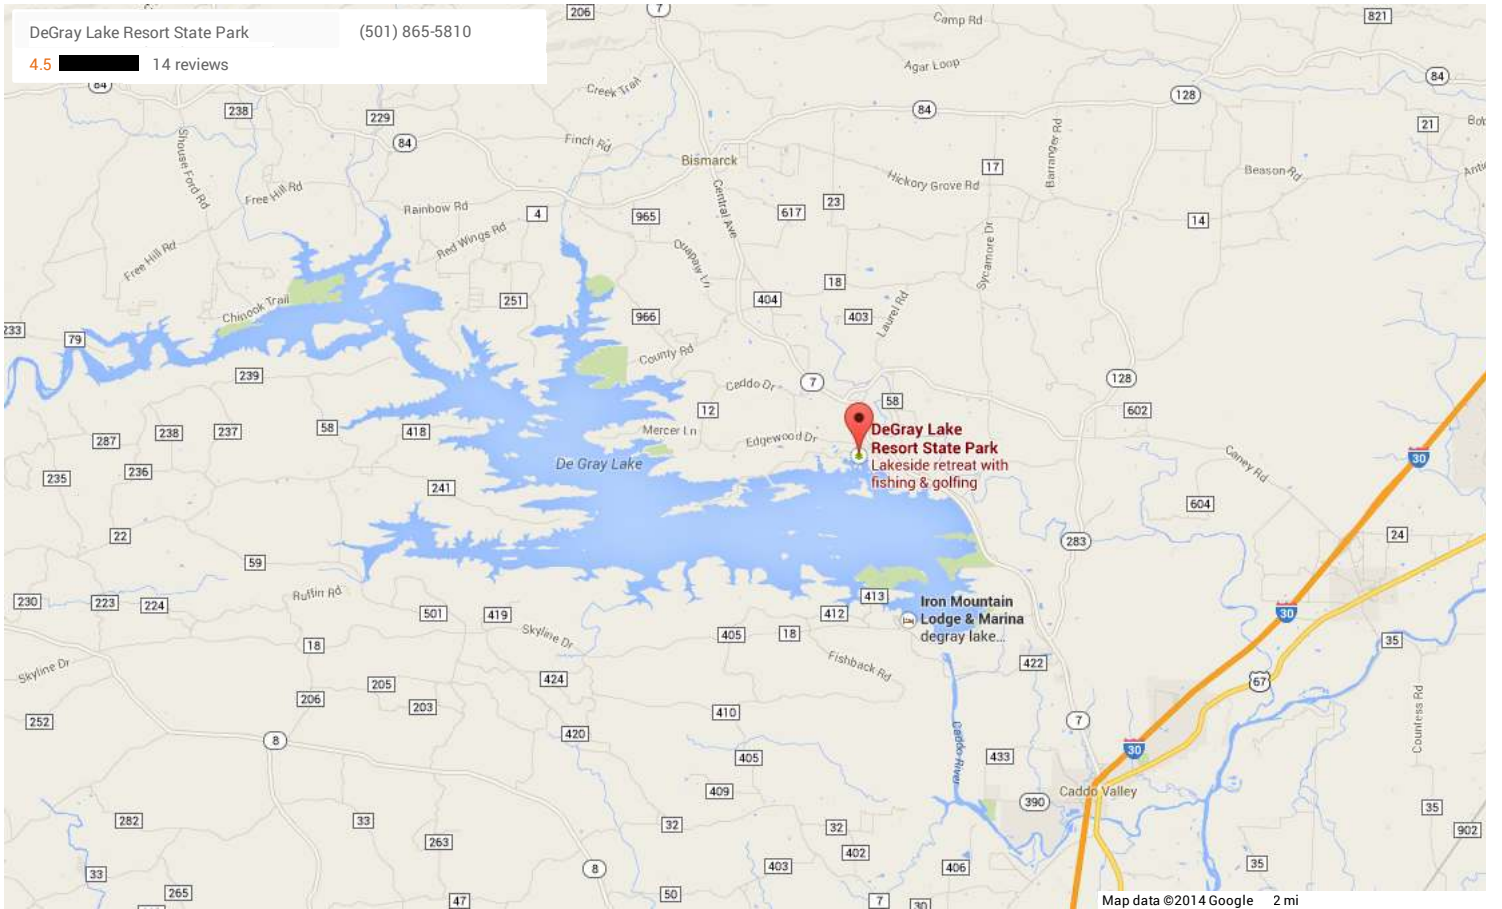 DeGray Lake Resort State Park (501) 865-5810
4.5 14 reviews
206
7
Camp Rd
821
Agar Loop
84
84
Creek Trail
128
238
229
84
84
21
Finch Rd
Bismarck
Shouse Ford Rd
Barranger Rd
17
Beason Rd
Hickory Grove Rd
Free Hill Rd
Central Ave
23
Rainbow Rd
4
965
617
14
Red Wings Rd
Free Hill Rd
Quapaw Ln
Sycamore Dr
18
251
404
Chinook Trail
966
403
Laurel Rd
233
79
County Rd
239
Caddo Dr
7
128
58
12
602
287
238
237
58
418
Mercer Ln
Edgewood Dr
DeGray Lake
Resort State Park
Lakeside retreat with
fishing & golfing
De Gray Lake
30
Caney Rd
235
236
241
604
22
283
24
59
Ruffin Rd
230
223
224
501
419
413
412
Iron Mountain
Lodge & Marina
degray lake...
30
Skyline Dr
405
18
35
18
Fishback Rd
422
Skyline Dr
424
67
205
206
203
410
Countess Rd
252
7
8
420
Caddo River
30
405
433
409
Caddo Valley
390
282
33
32
32
35
902
263
402
8
403
406
35
33
265
50
47
7
30
Map data ©2014 Google 2 mi